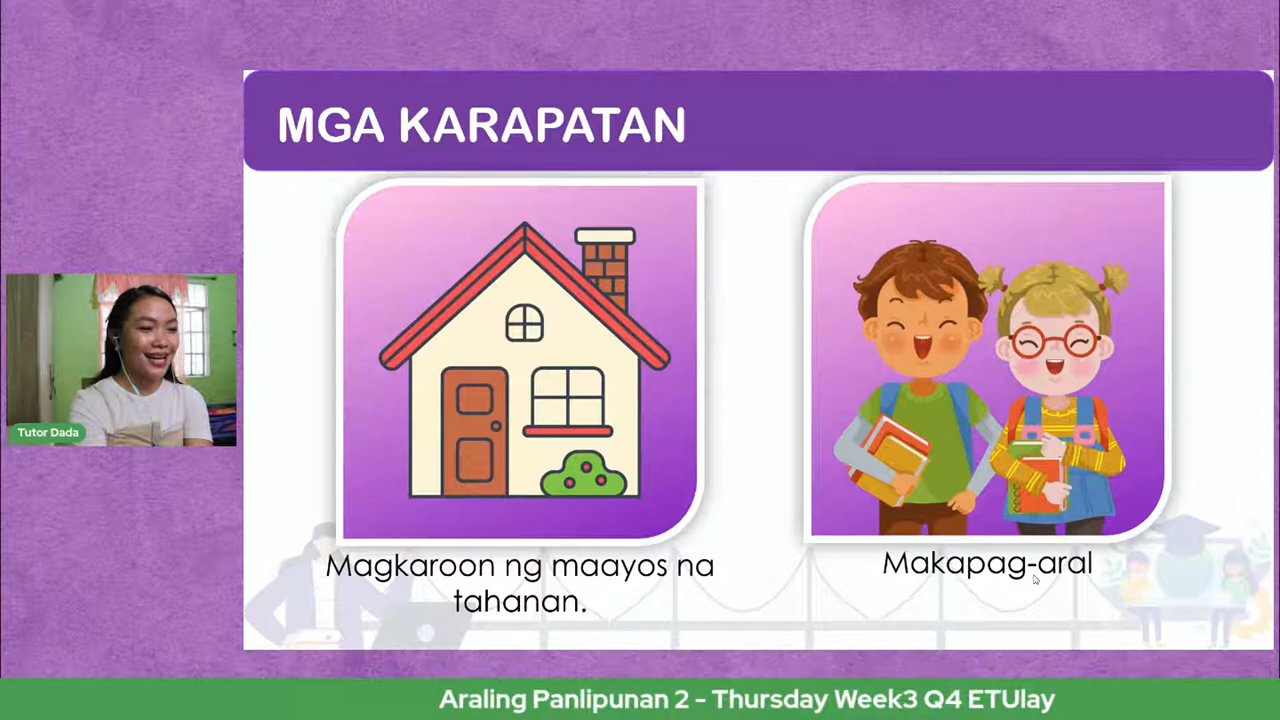 MGA KARAPATAN
Tutor Dada
Magkaroon ng maayos na
tahanan.
Makapag-aral
Araling Panlipunan 2 - Thursday Week3 Q4 ETUlay